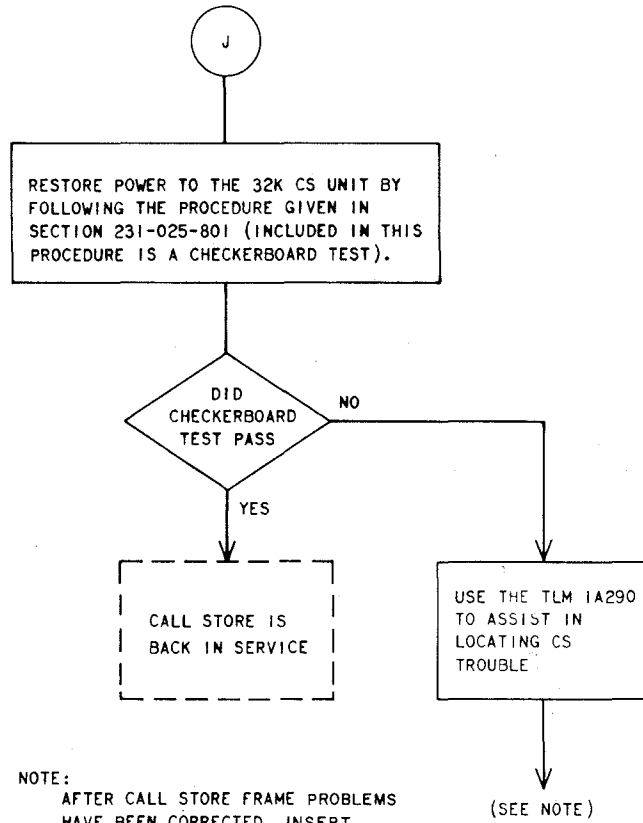 J
RESTORE POWER TO THE 32K CS UNIT BY
FOLLOWING THE PROCEDURE GIVEN IN
SECTION 231-025-801 (INCLUDED IN THIS
PROCEDURE IS A CHECKERBOARD TEST).
DID
CHECKERBOARD
TEST PASS
NO
YES
CALL STORE IS
BACK IN SERVICE
USE THE TLM 1A290
TO ASSIST IN
LOCATING CS
TROUBLE
NOTE:
AFTER CALL STORE FRAME PROBLEMS
HAVE BEEN CORRECTED, INSERT
(SEE NOTE)